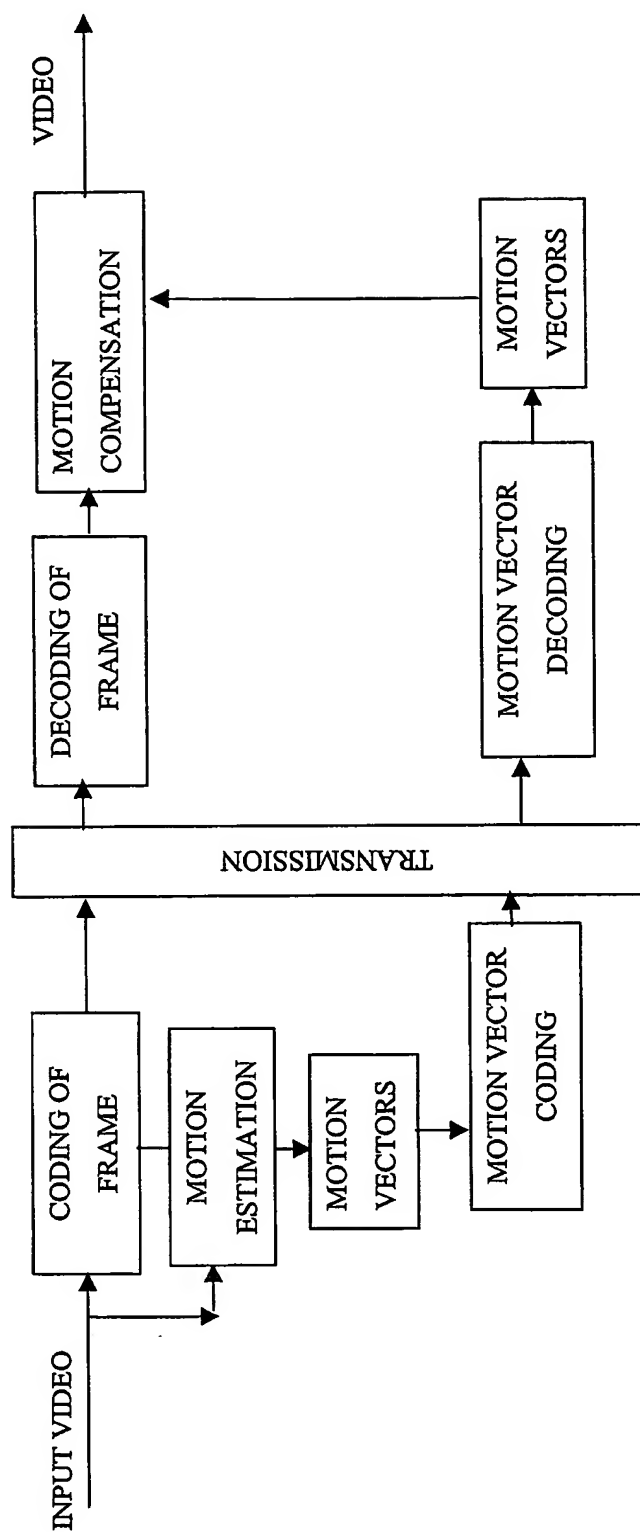 INPUT VIDEO
CODING OF
FRAME
MOTION
ESTIMATION
MOTION
VECTORS
MOTION VECTOR
CODING
TRANSMISSION
DECODING OF
FRAME
MOTION
COMPENSATION
VIDEO
MOTION VECTOR
DECODING
MOTION
VECTORS